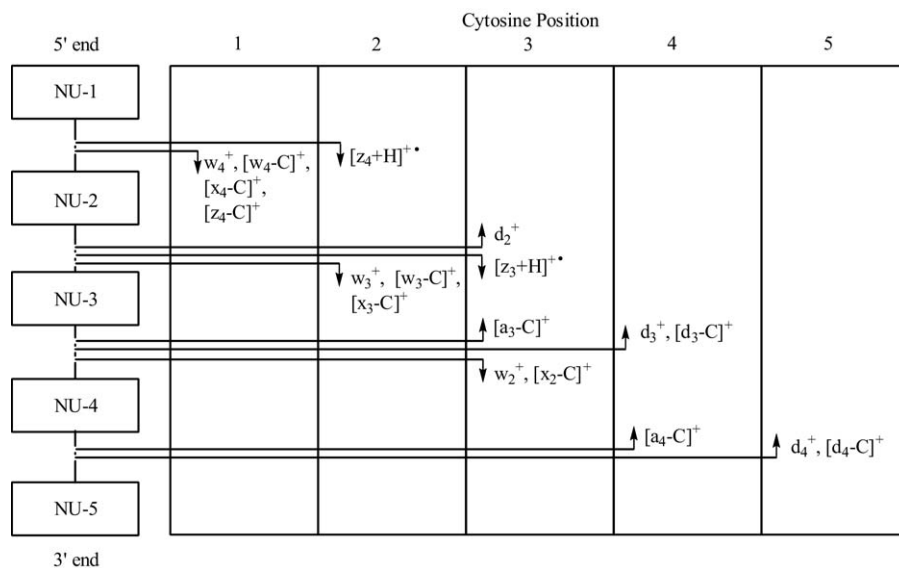 Cytosine Position
5' end 1 2 3 4 5
NU-1
[z₄+H]⁺•
w₄⁺, [w₄-C]⁺,
[x₄-C]⁺,
[z₄-C]⁺
NU-2
d₂⁺
[z₃+H]⁺•
w₃⁺, [w₃-C]⁺,
[x₃-C]⁺
NU-3
[a₃-C]⁺
d₃⁺, [d₃-C]⁺
w₂⁺, [x₂-C]⁺
NU-4
[a₄-C]⁺
d₄⁺, [d₄-C]⁺
NU-5
3' end